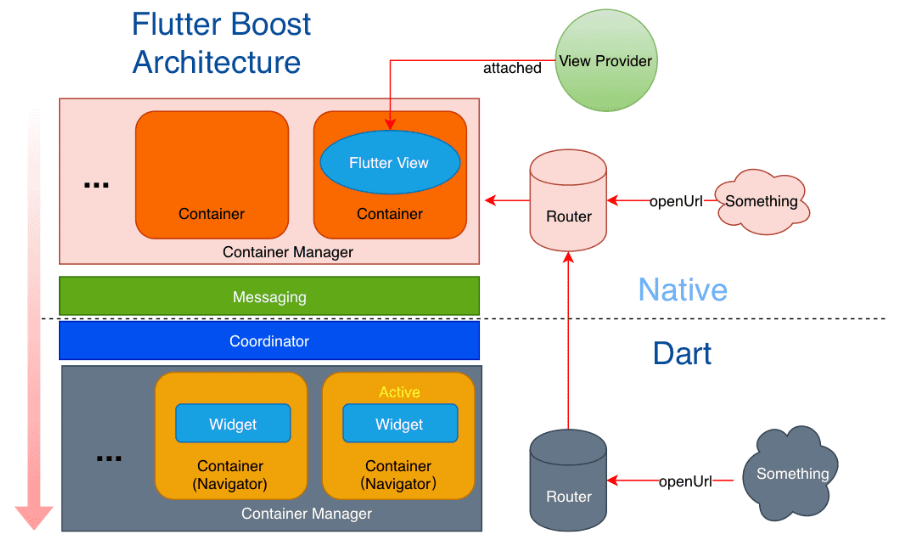 Flutter Boost
Architecture
View Provider
attached
...
Flutter View
Container
Container
Container Manager
Router
openUrl
Something
Messaging
Native
Coordinator
Dart
Active
Widget
Widget
...
Container
(Navigator)
Container
(Navigator)
Container Manager
Router
openUrl
Something